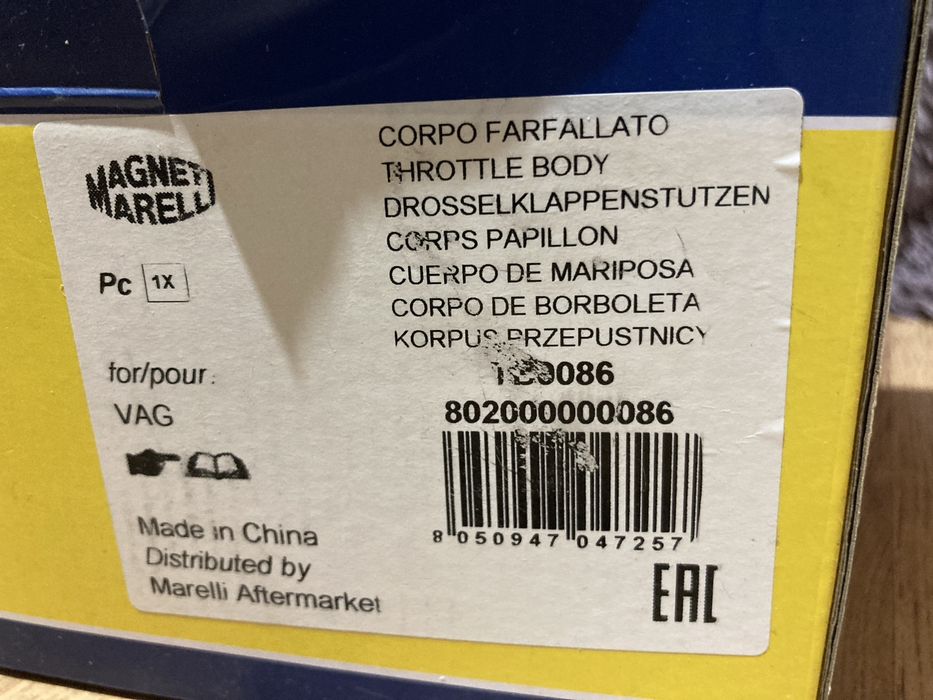 MAGNETI
MARELLI
Pc 1X
for/pour:
VAG
Made in China
Distributed by
Marelli Aftermarket
CORPO FARFALLATO
THROTTLE BODY
DROSSELKLAPPENSTUTZEN
CORPS PAPILLON
CUERPO DE MARIPOSA
CORPO DE BORBOLETA
KORPUS PRZEPUSTNICY
802000000086
8 050947 047257
EAC